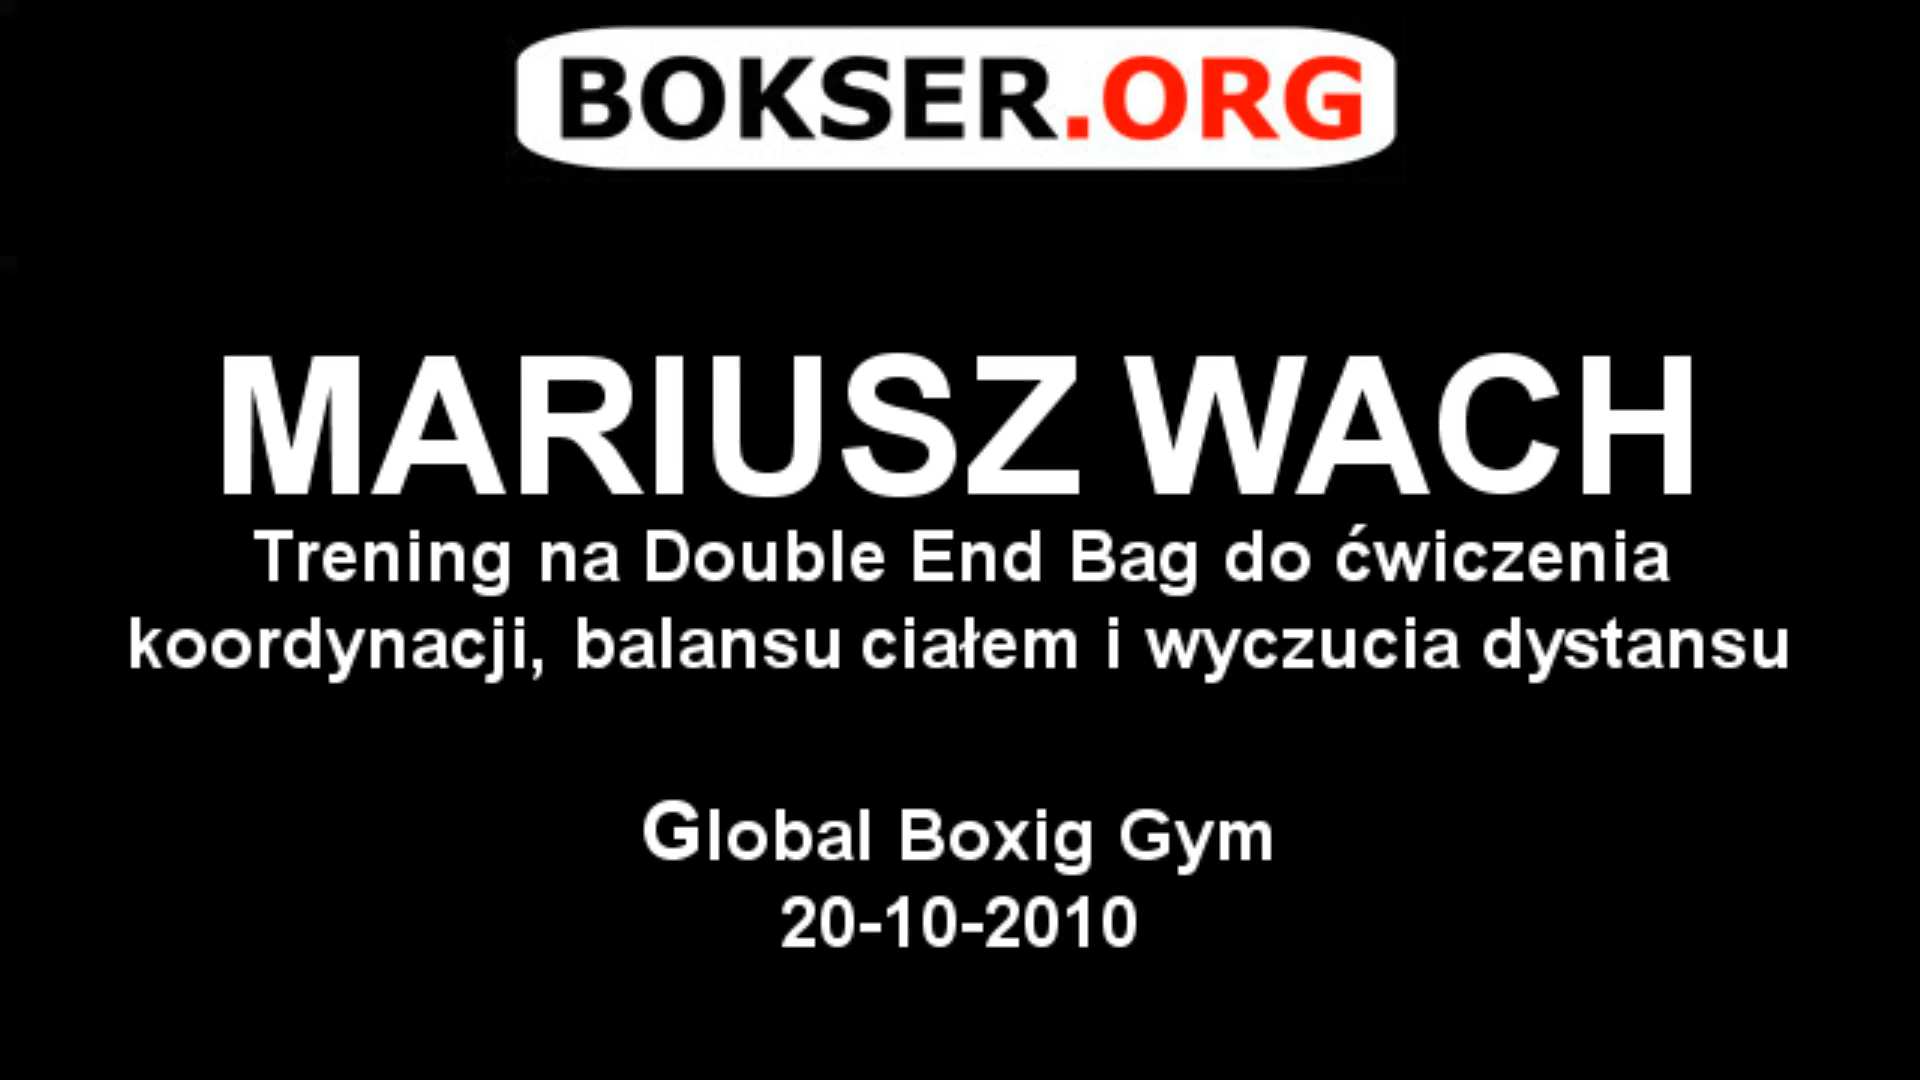 BOKSER.ORG
MARIUSZ WACH
Trening na Double End Bag do ćwiczenia
koordynacji, balansu ciałem i wyczucia dystansu
Global Boxig Gym
20-10-2010